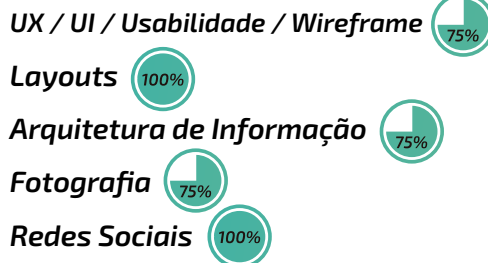 UX / UI / Usabilidade / Wireframe 75%
Layouts 100%
Arquitetura de Informação 75%
Fotografia 75%
Redes Sociais 100%